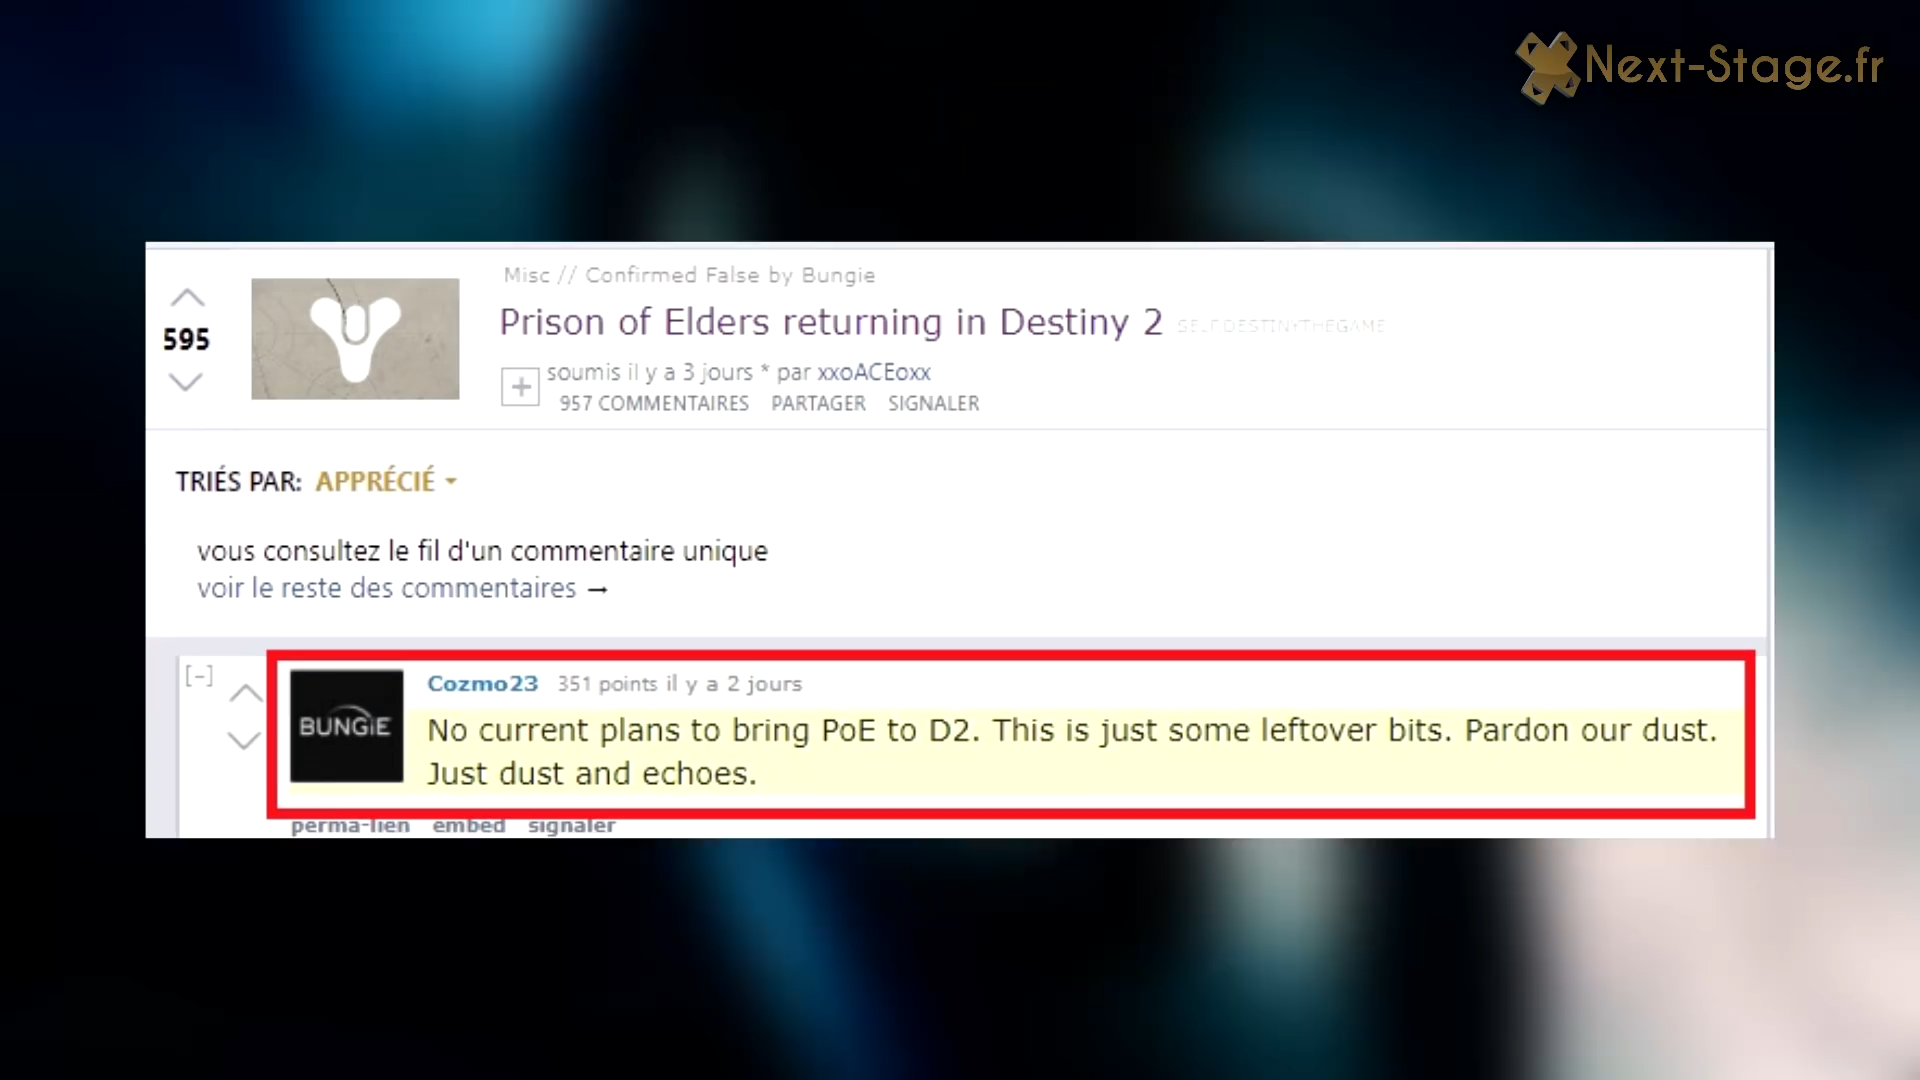 Next-Stage.fr
Misc // Confirmed False by Bungie
595
Prison of Elders returning in Destiny 2 SELF.DESTINYTHEGAME
soumis il y a 3 jours * par xxoACEoxx
957 COMMENTAIRES PARTAGER SIGNALER
TRIÉS PAR: APPRÉCIÉ
vous consultez le fil d'un commentaire unique
voir le reste des commentaires →
[–]
BUNGiE
Cozmo23 351 points il y a 2 jours
No current plans to bring PoE to D2. This is just some leftover bits. Pardon our dust.
Just dust and echoes.
perma-lien embed signaler